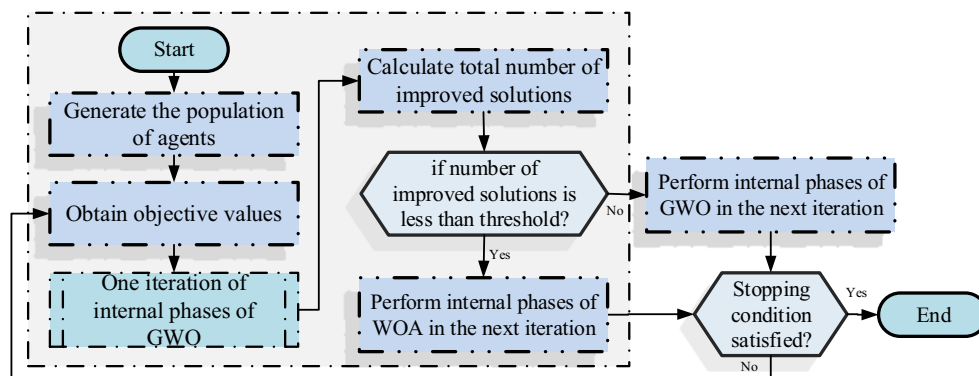 Start
Generate the population
of agents
Obtain objective values
One iteration of
internal phases of
GWO
Calculate total number of
improved solutions
if number of
improved solutions is
less than threshold?
No
Yes
Perform internal phases of
WOA in the next iteration
Perform internal phases of
GWO in the next iteration
Stopping
condition
satisfied?
Yes
No
End